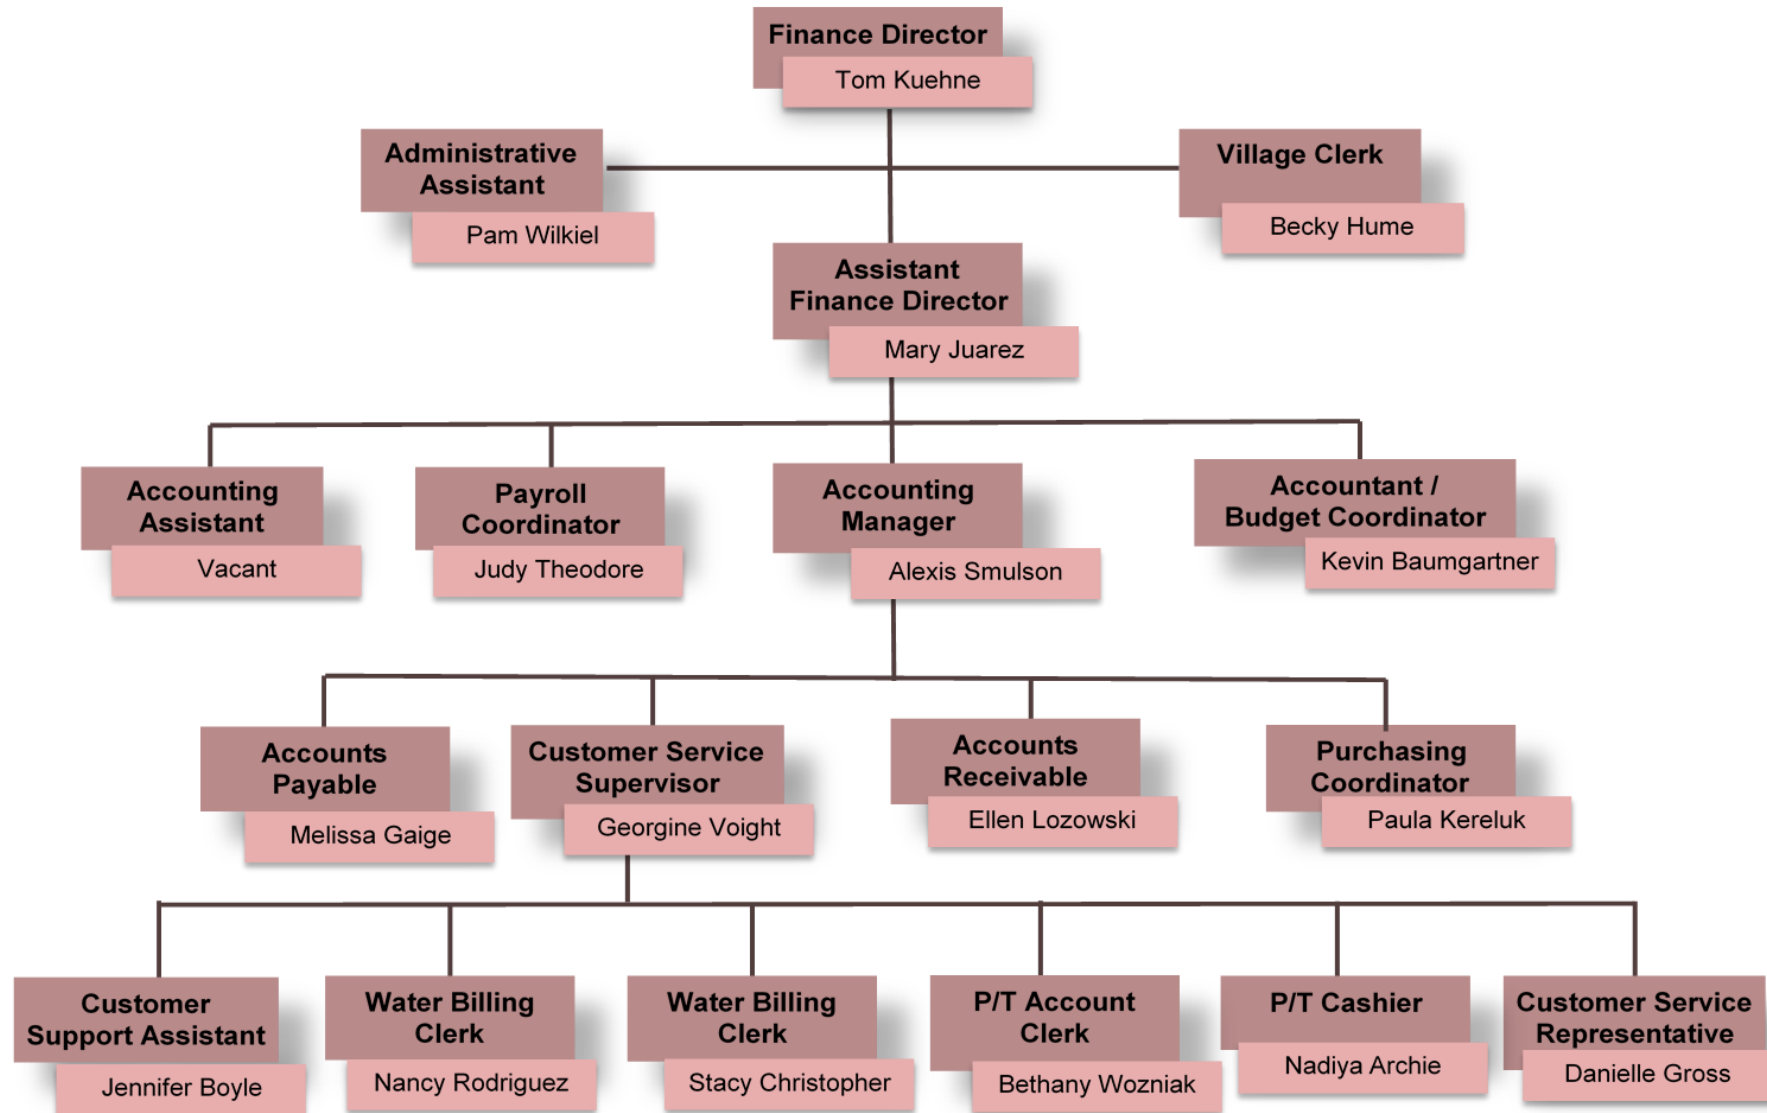 Finance Director
Tom Kuehne
Administrative
Assistant
Pam Wilkiel
Village Clerk
Becky Hume
Assistant
Finance Director
Mary Juarez
Accounting
Assistant
Vacant
Payroll
Coordinator
Judy Theodore
Accounting
Manager
Alexis Smulson
Accountant /
Budget Coordinator
Kevin Baumgartner
Accounts
Payable
Melissa Gaige
Customer Service
Supervisor
Georgine Voight
Accounts
Receivable
Ellen Lozowski
Purchasing
Coordinator
Paula Kereluk
Customer
Support Assistant
Jennifer Boyle
Water Billing
Clerk
Nancy Rodriguez
Water Billing
Clerk
Stacy Christopher
P/T Account
Clerk
Bethany Wozniak
P/T Cashier
Nadiya Archie
Customer Service
Representative
Danielle Gross